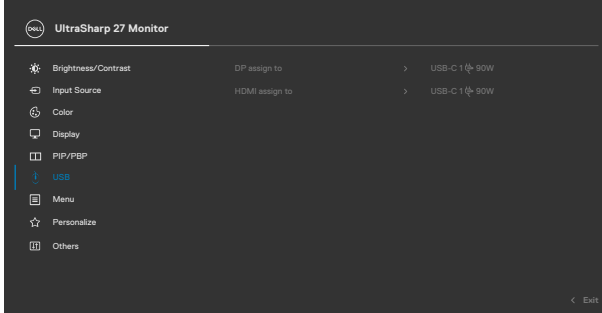 DELL UltraSharp 27 Monitor
Brightness/Contrast DP assign to > USB-C 1 90W
Input Source HDMI assign to > USB-C 1 90W
Color
Display
PIP/PBP
USB
Menu
Personalize
Others
< Exit